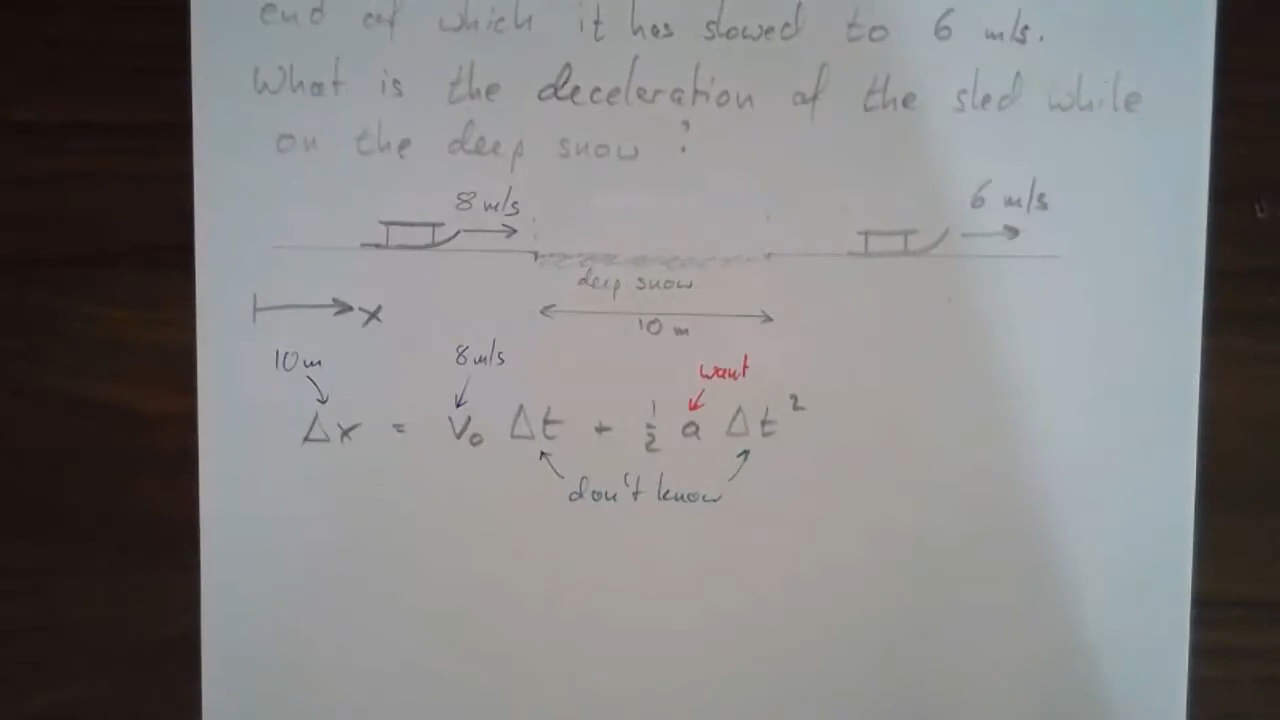 end of which it has slowed to 6 m/s.
What is the deceleration of the sled while
on the deep snow?
8 m/s
6 m/s
deep snow
x
10 m
10m
8 m/s
want
Δx = V₀ Δt + ½ a Δt²
don't know